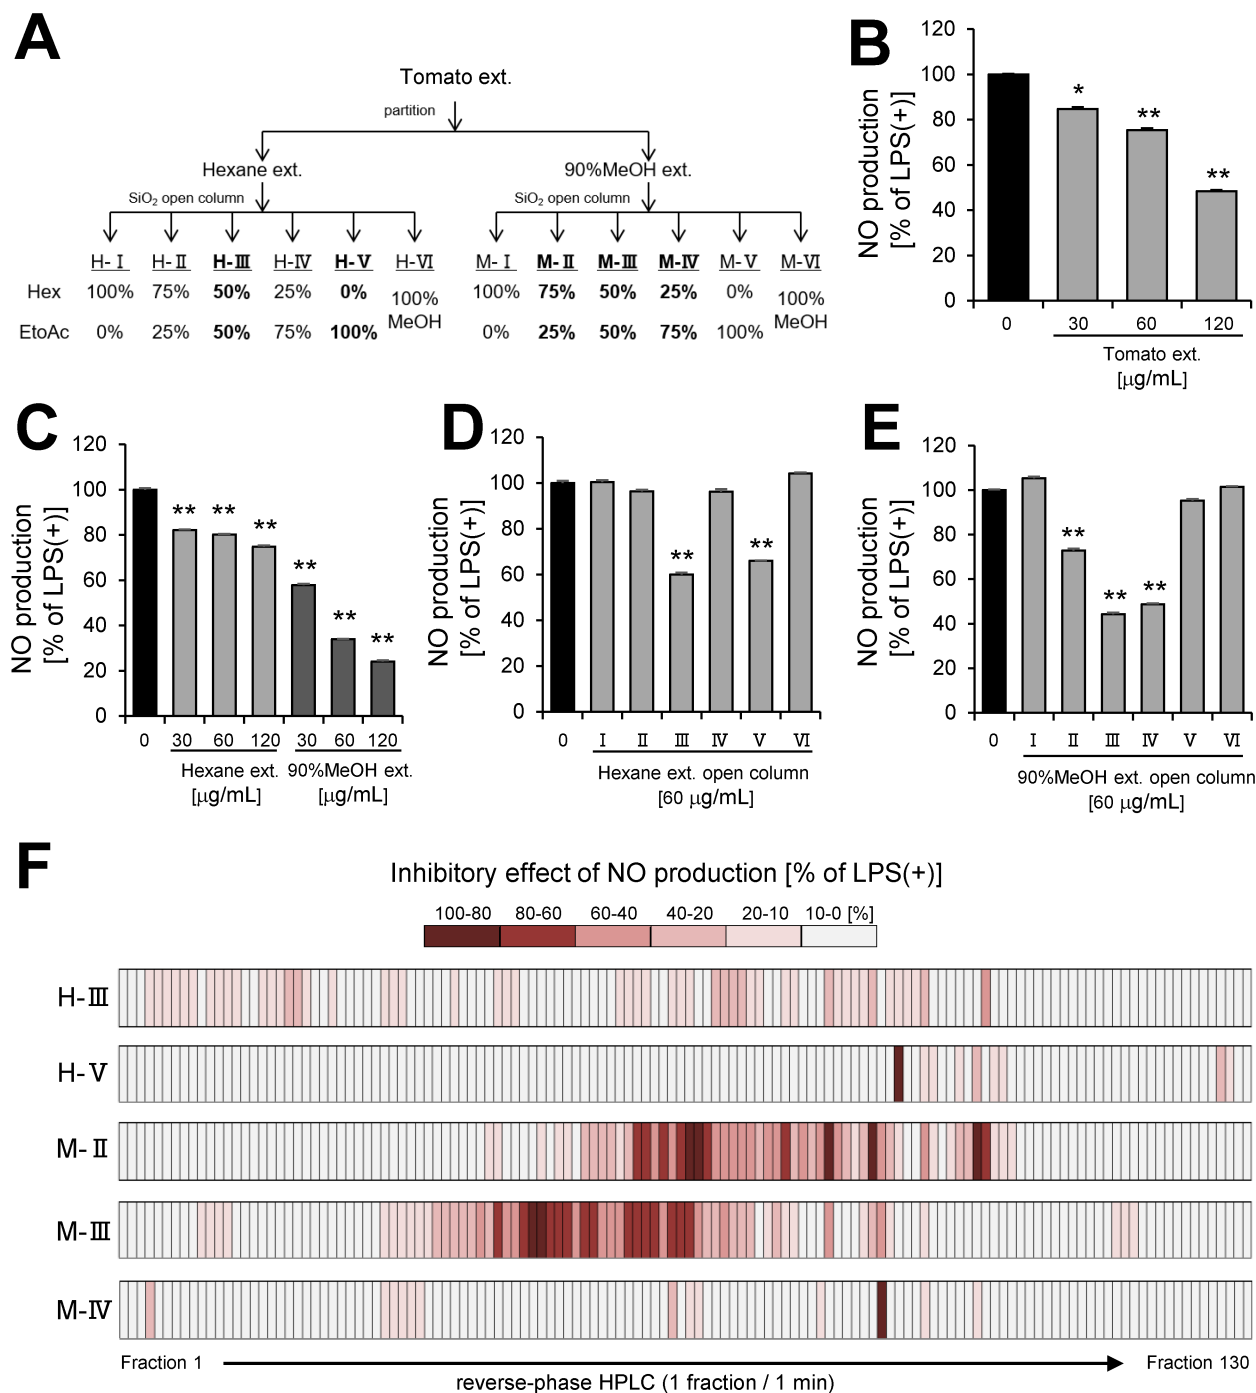 A
Tomato ext.
partition
Hexane ext.
90%MeOH ext.
SiO2 open column
SiO2 open column
H-Ⅰ H-Ⅱ H-Ⅲ H-Ⅳ H-Ⅴ H-Ⅵ M-Ⅰ M-Ⅱ M-Ⅲ M-Ⅳ M-Ⅴ M-Ⅵ
Hex 100% 75% 50% 25% 0% 100% MeOH 100% 75% 50% 25% 0% 100% MeOH
EtoAc 0% 25% 50% 75% 100% 0% 25% 50% 75% 100%
B
NO production
[% of LPS(+)]
120
100
80
60
40
20
0
*
**
**
0 30 60 120
Tomato ext.
[μg/mL]
C
NO production
[% of LPS(+)]
120
100
80
60
40
20
0
** ** ** ** ** **
0 30 60 120 30 60 120
Hexane ext. 90%MeOH ext.
[μg/mL] [μg/mL]
D
NO production
[% of LPS(+)]
120
100
80
60
40
20
0
** **
0 Ⅰ Ⅱ Ⅲ Ⅳ Ⅴ Ⅵ
Hexane ext. open column
[60 μg/mL]
E
NO production
[% of LPS(+)]
120
100
80
60
40
20
0
** ** **
0 Ⅰ Ⅱ Ⅲ Ⅳ Ⅴ Ⅵ
90%MeOH ext. open column
[60 μg/mL]
F
Inhibitory effect of NO production [% of LPS(+)]
100-80 80-60 60-40 40-20 20-10 10-0 [%]
H-Ⅲ
H-Ⅴ
M-Ⅱ
M-Ⅲ
M-Ⅳ
Fraction 1 Fraction 130
reverse-phase HPLC (1 fraction / 1 min)